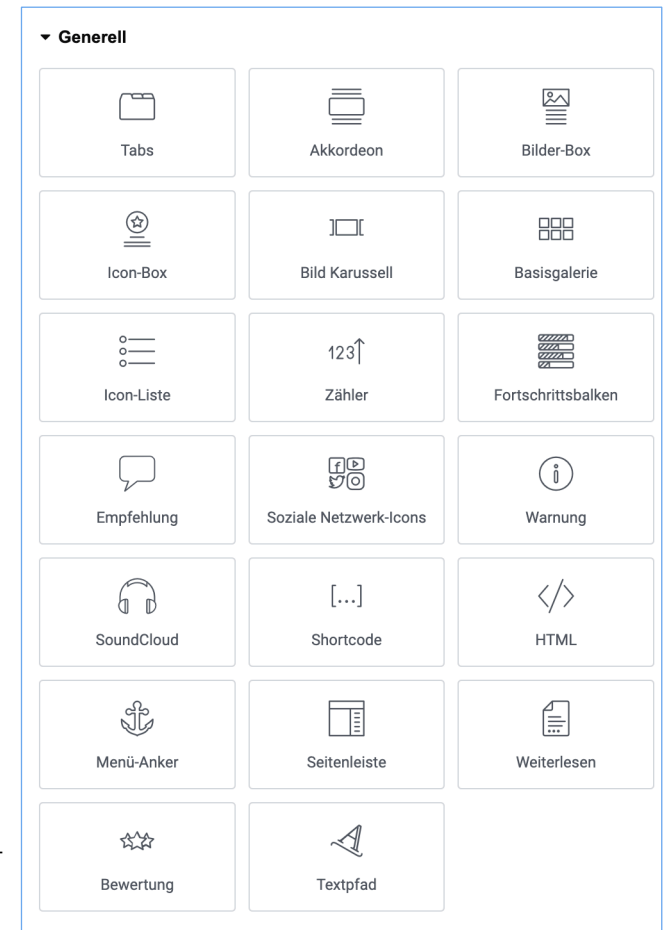 Generell
Tabs
Akkordeon
Bilder-Box
Icon-Box
Bild Karussell
Basisgalerie
Icon-Liste
123
Zähler
Fortschrittsbalken
Empfehlung
Soziale Netzwerk-Icons
Warnung
SoundCloud
[...]
Shortcode
</>
HTML
Menü-Anker
Seitenleiste
Weiterlesen
Bewertung
A
Textpfad